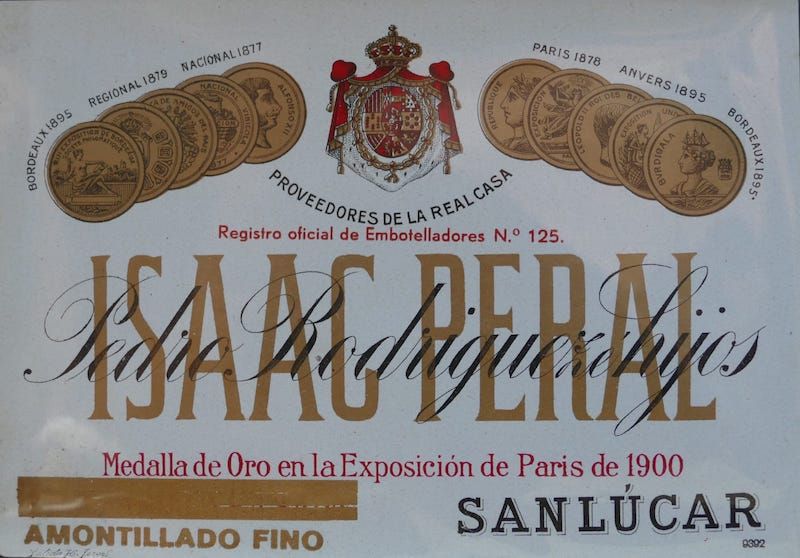 BORDEAUX 1895
REGIONAL 1879
NACIONAL 1877
PARIS 1878
ANVERS 1895
BORDEAUX 1895
ALFONSO XII
REPUBLIQUE
BVRDIGALA
PROVEEDORES DE LA REAL CASA
Registro oficial de Embotelladores N.º 125.
ISAAC PERAL
Pedro Rodriguez é hijos
Medalla de Oro en la Exposición de Paris de 1900
AMONTILLADO FINO
SANLÚCAR
9392